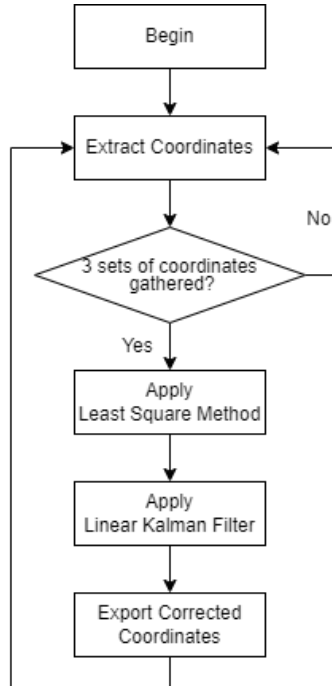 Begin
Extract Coordinates
No
3 sets of coordinates
gathered?
Yes
Apply
Least Square Method
Apply
Linear Kalman Filter
Export Corrected
Coordinates